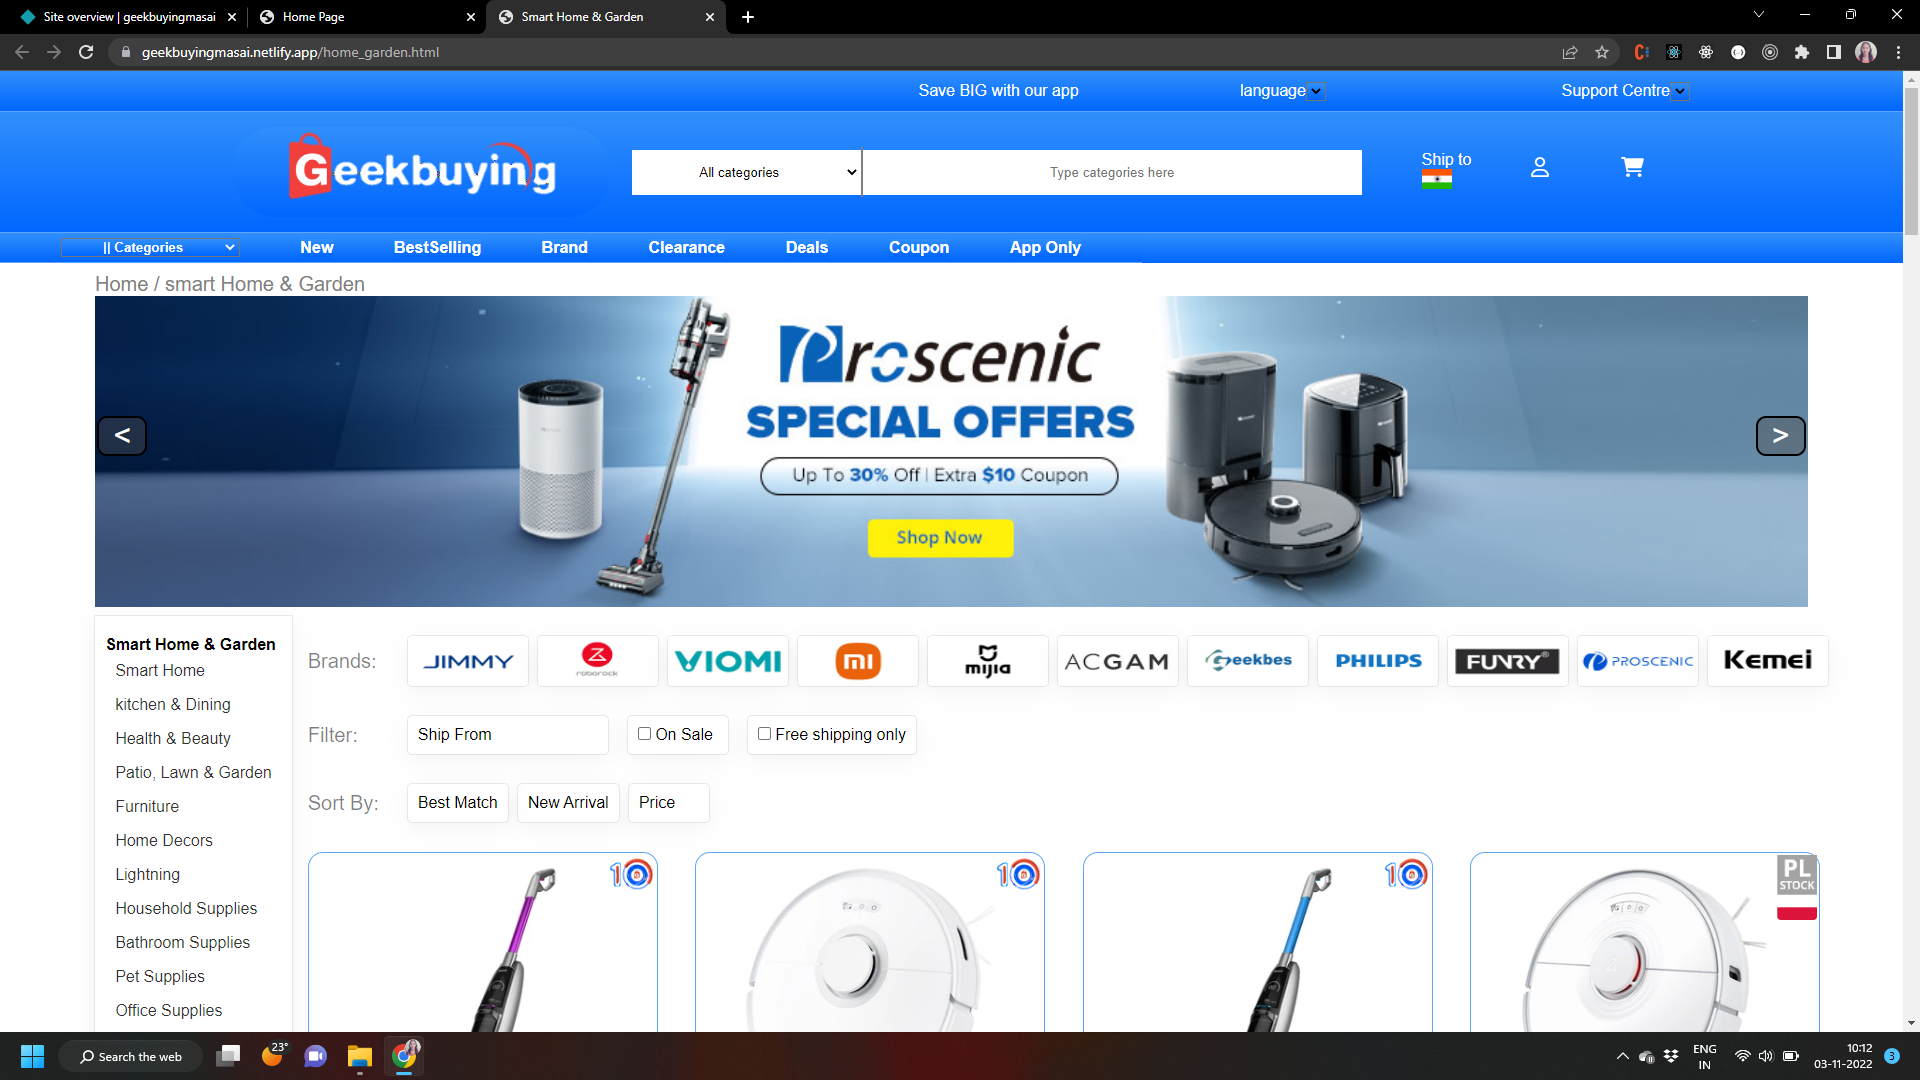 Site overview | geekbuyingmasai
Home Page
Smart Home & Garden
geekbuyingmasai.netlify.app/home_garden.html
Save BIG with our app
language
Support Centre
Geekbuying
All categories
Type categories here
Ship to
|| Categories
New
BestSelling
Brand
Clearance
Deals
Coupon
App Only
Home / smart Home & Garden
Proscenic
SPECIAL OFFERS
Up To 30% Off | Extra $10 Coupon
Shop Now
<
>
Smart Home & Garden
Smart Home
kitchen & Dining
Health & Beauty
Patio, Lawn & Garden
Furniture
Home Decors
Lightning
Household Supplies
Bathroom Supplies
Pet Supplies
Office Supplies
Brands:
JIMMY
roborock
VIOMI
mi
mijia
ACGAM
Geekbes
PHILIPS
FUNRY®
PROSCENIC
Kemei
Filter:
Ship From
On Sale
Free shipping only
Sort By:
Best Match
New Arrival
Price
10
10
10
PL
STOCK
Search the web
23°
ENG
IN
10:12
03-11-2022
3